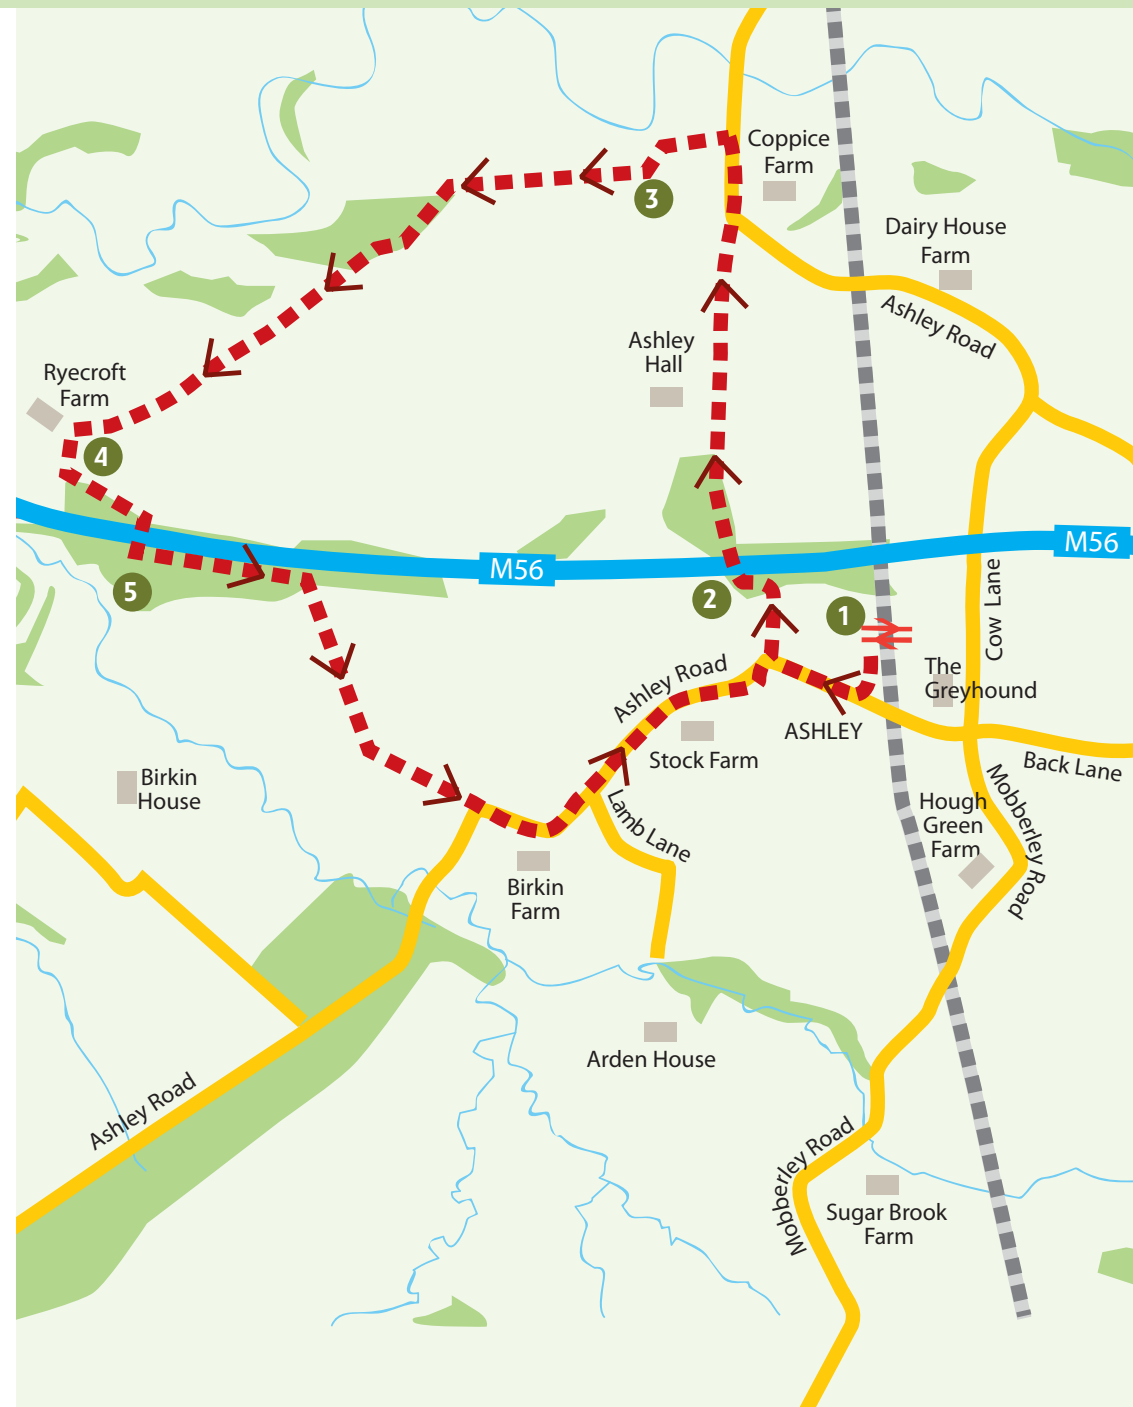 Coppice
Farm
3
Dairy House
Farm
Ashley Road
Ashley
Hall
Ryecroft
Farm
4
M56
M56
5
2
1
Cow Lane
The
Greyhound
Ashley Road
ASHLEY
Stock Farm
Back Lane
Birkin
House
Lamb Lane
Hough
Green
Farm
Mobberley Road
Birkin
Farm
Arden House
Ashley Road
Mobberley Road
Sugar Brook
Farm